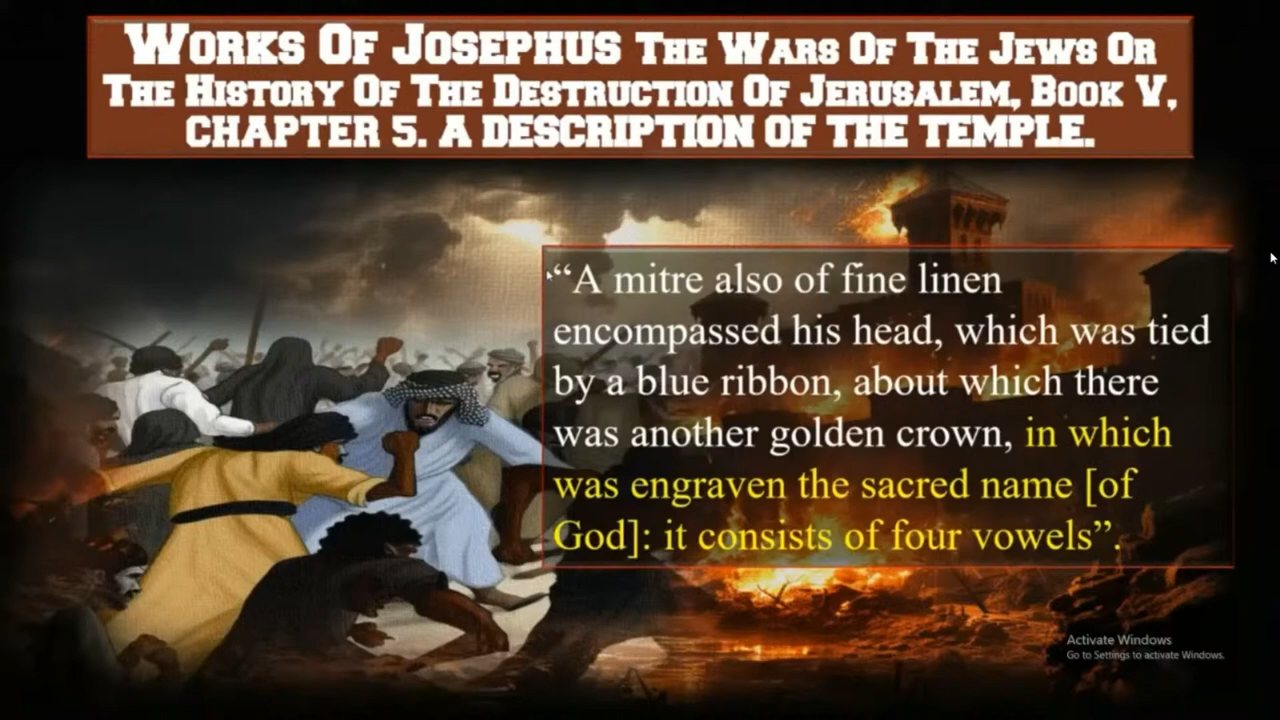 WORKS OF JOSEPHUS THE WARS OF THE JEWS OR
THE HISTORY OF THE DESTRUCTION OF JERUSALEM, BOOK V,
CHAPTER 5. A DESCRIPTION OF THE TEMPLE.
“A mitre also of fine linen
encompassed his head, which was tied
by a blue ribbon, about which there
was another golden crown, in which
was engraven the sacred name [of
God]: it consists of four vowels”.
Activate Windows
Go to Settings to activate Windows.